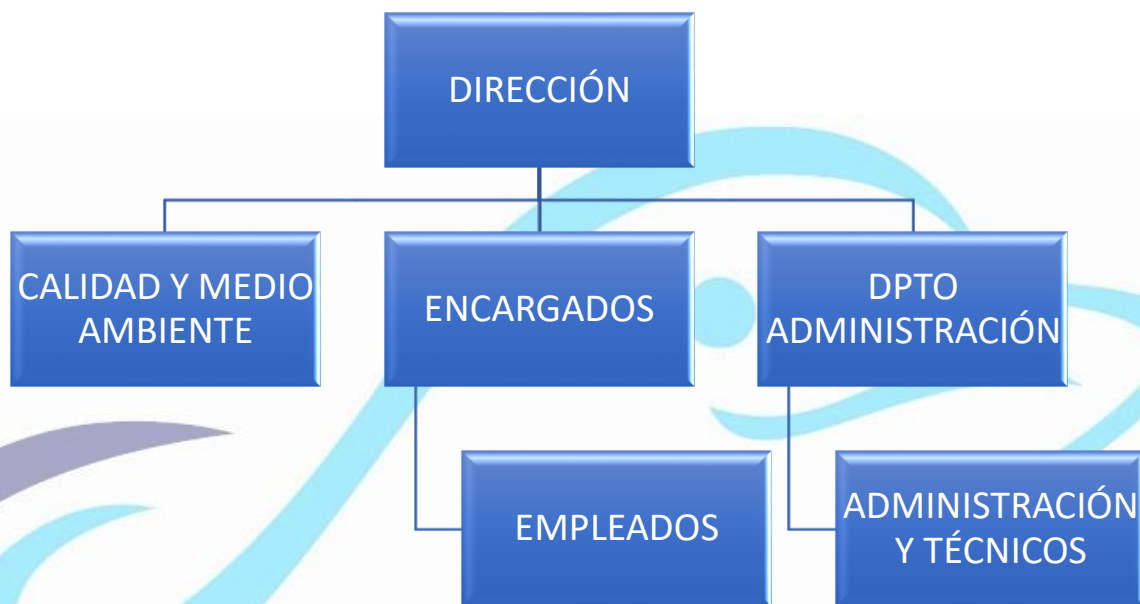 DIRECCIÓN
CALIDAD Y MEDIO
AMBIENTE
ENCARGADOS
DPTO
ADMINISTRACIÓN
EMPLEADOS
ADMINISTRACIÓN
Y TÉCNICOS